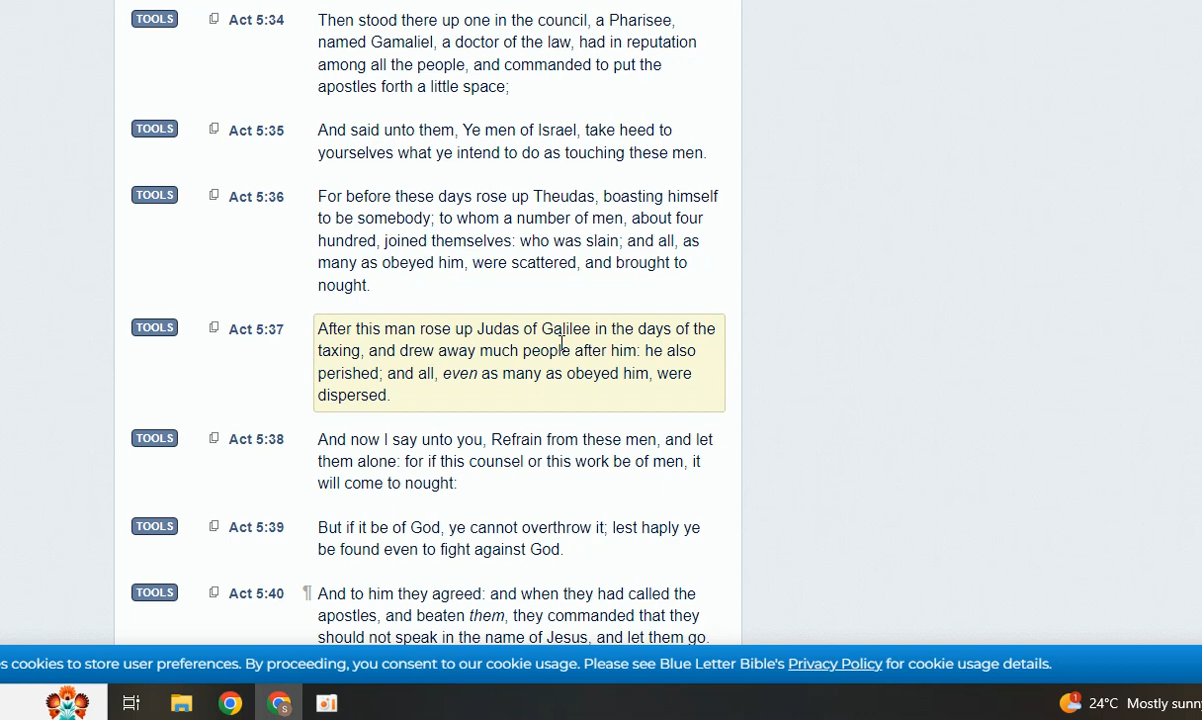 TOOLS Act 5:34 Then stood there up one in the council, a Pharisee,
named Gamaliel, a doctor of the law, had in reputation
among all the people, and commanded to put the
apostles forth a little space;
TOOLS Act 5:35 And said unto them, Ye men of Israel, take heed to
yourselves what ye intend to do as touching these men.
TOOLS Act 5:36 For before these days rose up Theudas, boasting himself
to be somebody; to whom a number of men, about four
hundred, joined themselves: who was slain; and all, as
many as obeyed him, were scattered, and brought to
nought.
TOOLS Act 5:37 After this man rose up Judas of Galilee in the days of the
taxing, and drew away much people after him: he also
perished; and all, even as many as obeyed him, were
dispersed.
TOOLS Act 5:38 And now I say unto you, Refrain from these men, and let
them alone: for if this counsel or this work be of men, it
will come to nought:
TOOLS Act 5:39 But if it be of God, ye cannot overthrow it; lest haply ye
be found even to fight against God.
TOOLS Act 5:40 ¶ And to him they agreed: and when they had called the
apostles, and beaten them, they commanded that they
should not speak in the name of Jesus, and let them go.
s cookies to store user preferences. By proceeding, you consent to our cookie usage. Please see Blue Letter Bible's Privacy Policy for cookie usage details.
1 24°C Mostly sunn